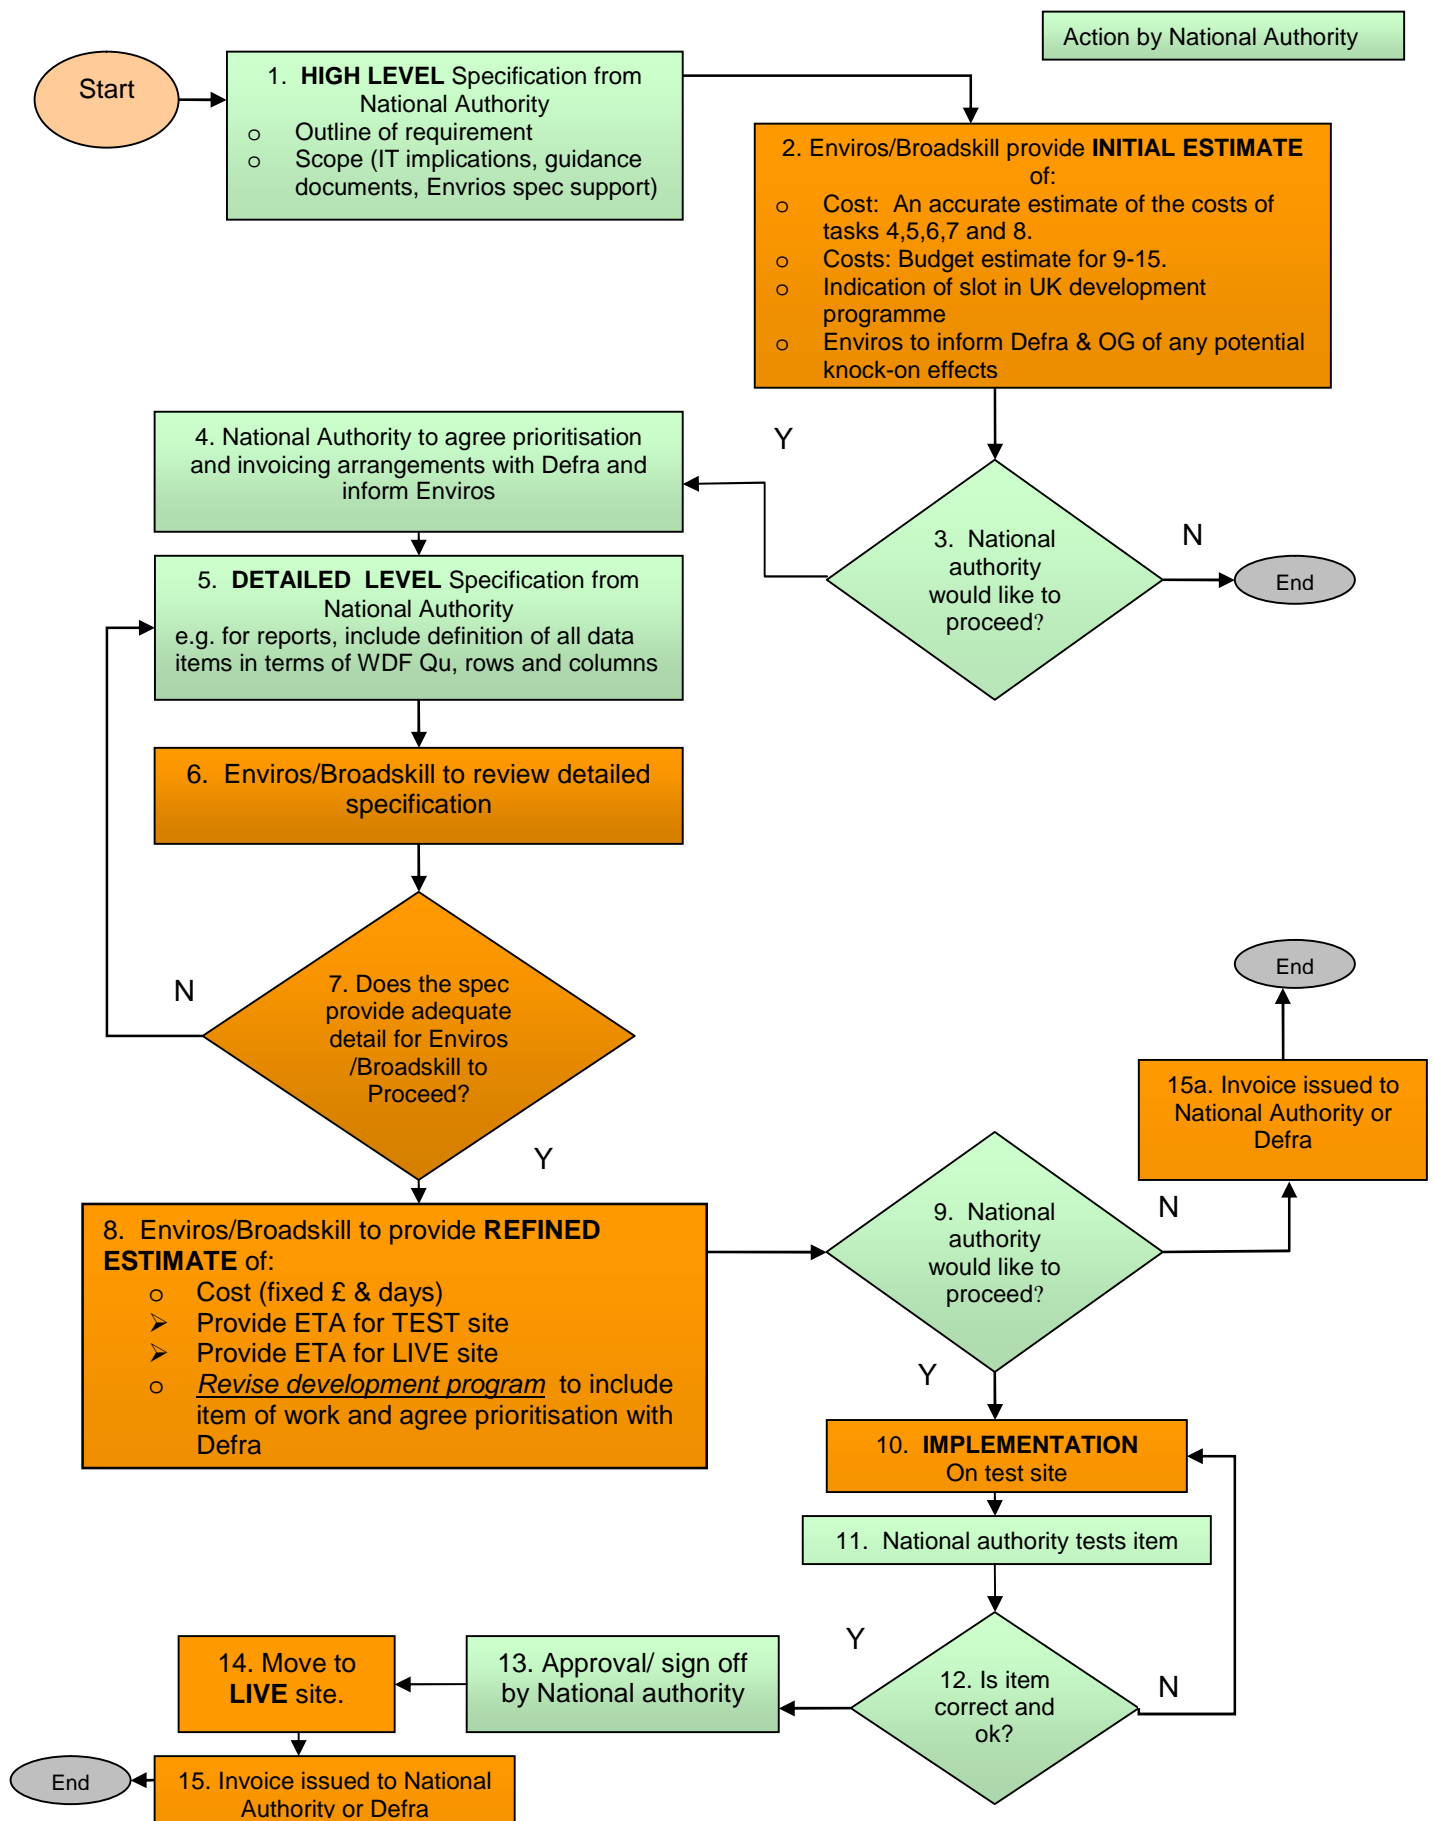 Action by National Authority
Start
1. HIGH LEVEL Specification from
National Authority
o Outline of requirement
o Scope (IT implications, guidance
documents, Envrios spec support)
2. Enviros/Broadskill provide INITIAL ESTIMATE
of:
o Cost: An accurate estimate of the costs of
tasks 4,5,6,7 and 8.
o Costs: Budget estimate for 9-15.
o Indication of slot in UK development
programme
o Enviros to inform Defra & OG of any potential
knock-on effects
Y
4. National Authority to agree prioritisation
and invoicing arrangements with Defra and
inform Enviros
3. National
authority
would like to
proceed?
N
End
5. DETAILED LEVEL Specification from
National Authority
e.g. for reports, include definition of all data
items in terms of WDF Qu, rows and columns
6. Enviros/Broadskill to review detailed
specification
N
7. Does the spec
provide adequate
detail for Enviros
/Broadskill to
Proceed?
Y
End
15a. Invoice issued to
National Authority or
Defra
8. Enviros/Broadskill to provide REFINED
ESTIMATE of:
o Cost (fixed £ & days)
➢ Provide ETA for TEST site
➢ Provide ETA for LIVE site
o Revise development program to include
item of work and agree prioritisation with
Defra
9. National
authority
would like to
proceed?
N
Y
10. IMPLEMENTATION
On test site
11. National authority tests item
12. Is item
correct and
ok?
N
Y
13. Approval/ sign off
by National authority
14. Move to
LIVE site.
15. Invoice issued to National
Authority or Defra
End